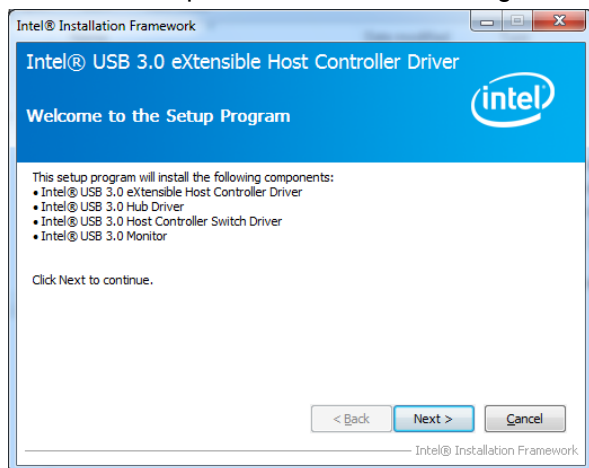 Intel® Installation Framework
Intel® USB 3.0 eXtensible Host Controller Driver
intel
Welcome to the Setup Program
This setup program will install the following components:
• Intel® USB 3.0 eXtensible Host Controller Driver
• Intel® USB 3.0 Hub Driver
• Intel® USB 3.0 Host Controller Switch Driver
• Intel® USB 3.0 Monitor
Click Next to continue.
< Back Next > Cancel
Intel® Installation Framework